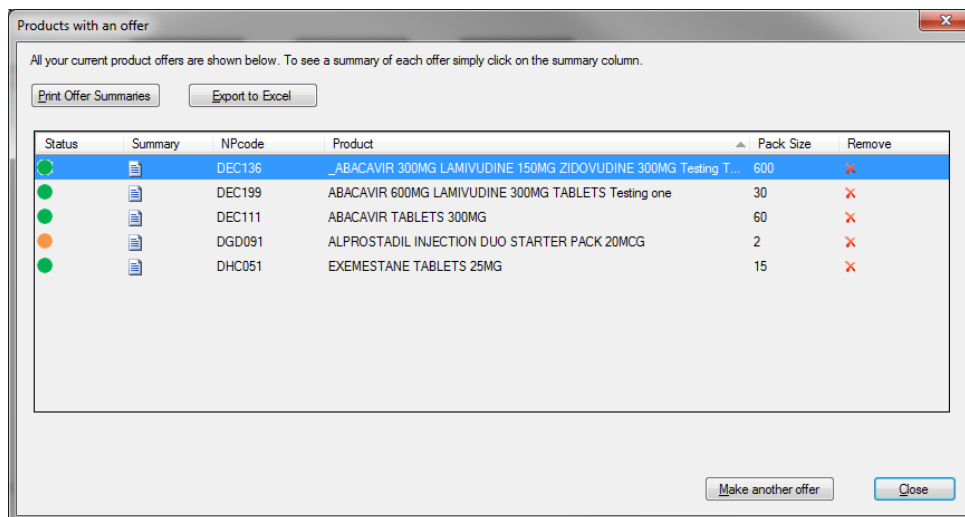 Products with an offer
All your current product offers are shown below. To see a summary of each offer simply click on the summary column.
Print Offer Summaries Export to Excel
Status Summary NPcode Product Pack Size Remove
DEC136 _ABACAVIR 300MG LAMIVUDINE 150MG ZIDOVUDINE 300MG Testing T... 600
DEC199 ABACAVIR 600MG LAMIVUDINE 300MG TABLETS Testing one 30
DEC111 ABACAVIR TABLETS 300MG 60
DGD091 ALPROSTADIL INJECTION DUO STARTER PACK 20MCG 2
DHC051 EXEMESTANE TABLETS 25MG 15
Make another offer Close